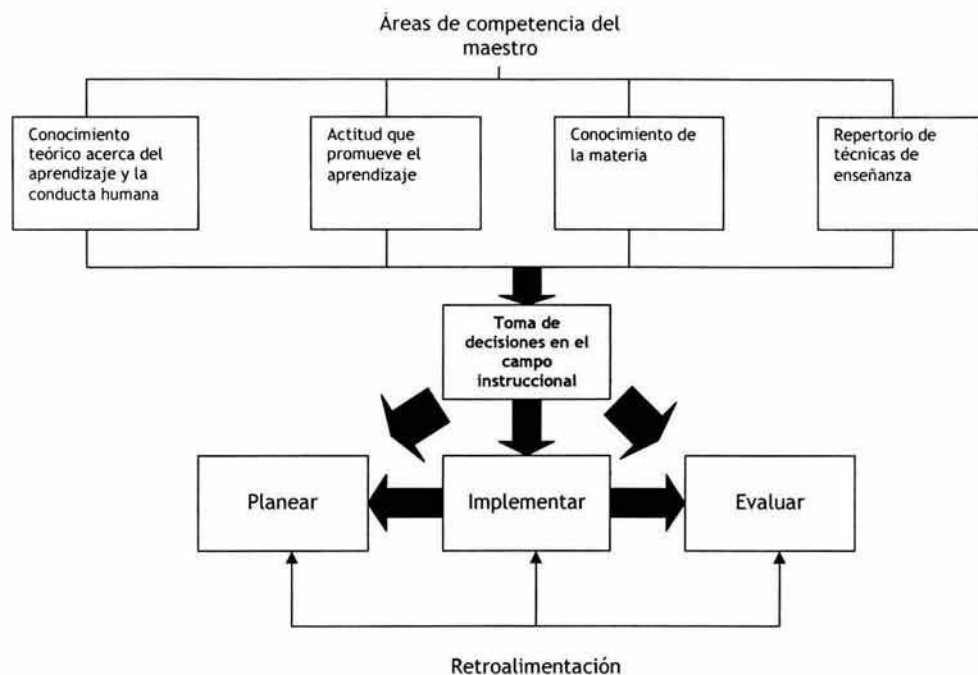 Áreas de competencia del
maestro
Conocimiento
teórico acerca del
aprendizaje y la
conducta humana
Actitud que
promueve el
aprendizaje
Conocimiento de
la materia
Repertorio de
técnicas de
enseñanza
Toma de
decisiones en el
campo
instruccional
Planear
Implementar
Evaluar
Retroalimentación